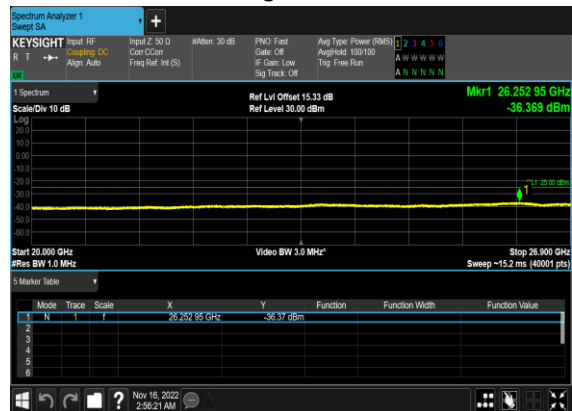 Spectrum Analyzer 1
Swept SA
+
KEYSIGHT Input: RF Input Z: 50 Ω #Atten: 30 dB PNO: Fast Avg Type: Power (RMS) 1 2 3 4 5 6
R T Coupling: DC Corr CCorr Gate: Off Avg|Hold: 100/100 A W W W W W
Align: Auto Freq Ref: Int (S) IF Gain: Low Trig: Free Run
Sig Track: Off A N N N N N
1 Spectrum Ref Lvl Offset 15.33 dB Mkr1 26.252 95 GHz
Scale/Div 10 dB Ref Level 30.00 dBm -36.369 dBm
Log
20.0
10.0
0.00
-10.0
-20.0
-30.0
-40.0
-50.0
-60.0
1
Start 20.000 GHz Video BW 3.0 MHz* Stop 26.900 GHz
#Res BW 1.0 MHz Sweep ~15.2 ms (40001 pts)
5 Marker Table
Mode Trace Scale X Y Function Function Width Function Value
1 N 1 f 26.252 95 GHz -36.37 dBm
2
3
4
5
6
? Nov 16, 2022
2:56:21 AM